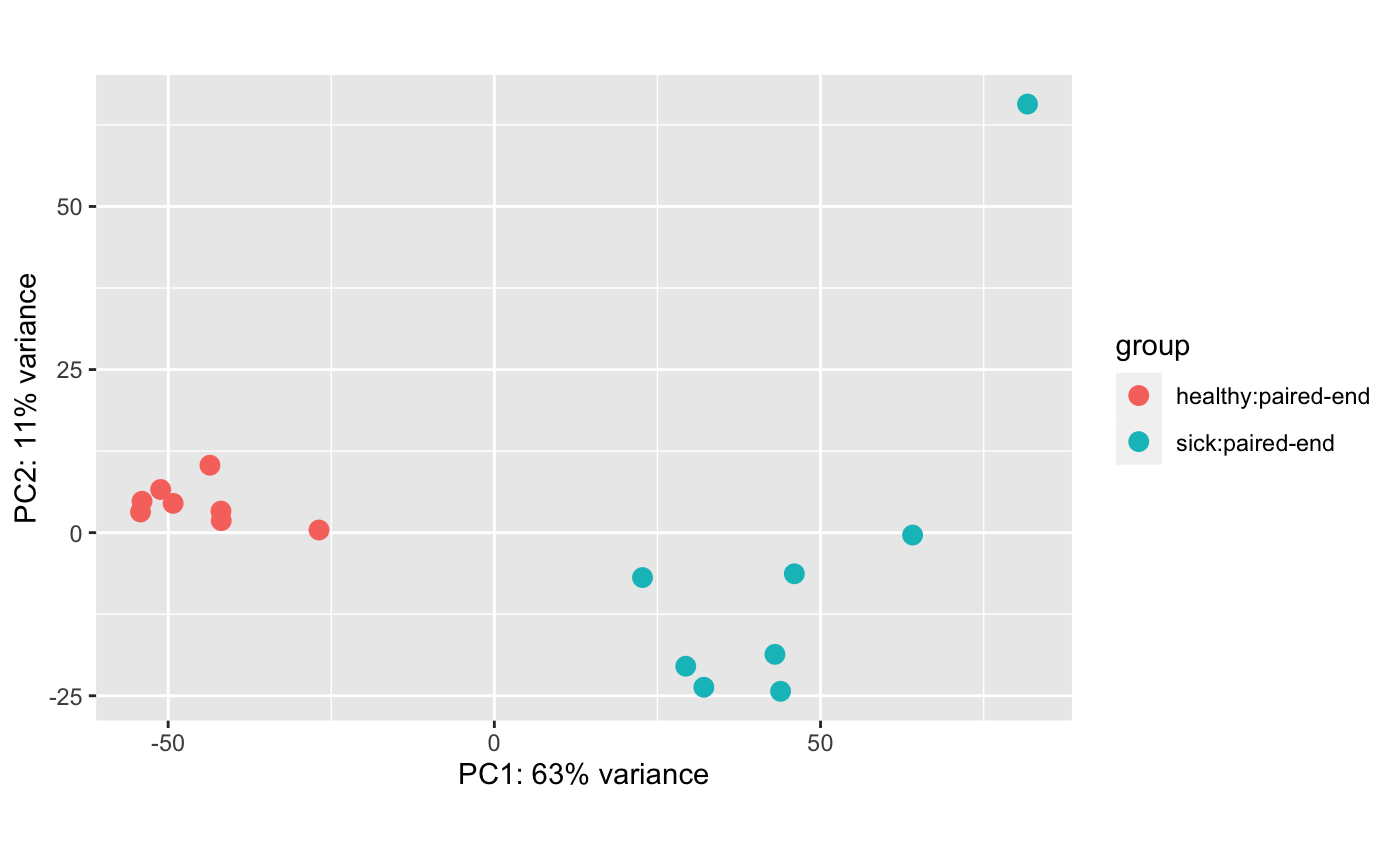 50
25
0
-25
PC2: 11% variance
-50
0
50
PC1: 63% variance
group
healthy:paired-end
sick:paired-end